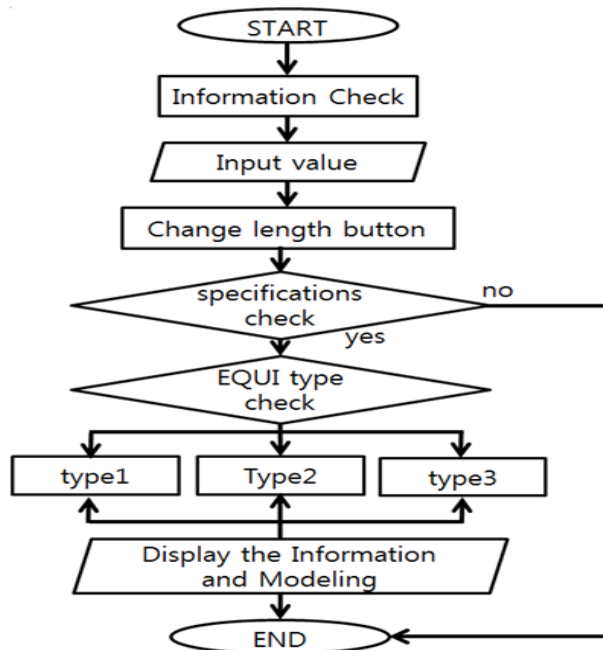 START
Information Check
Input value
Change length button
specifications
check
no
yes
EQUI type
check
type1
Type2
type3
Display the Information
and Modeling
END